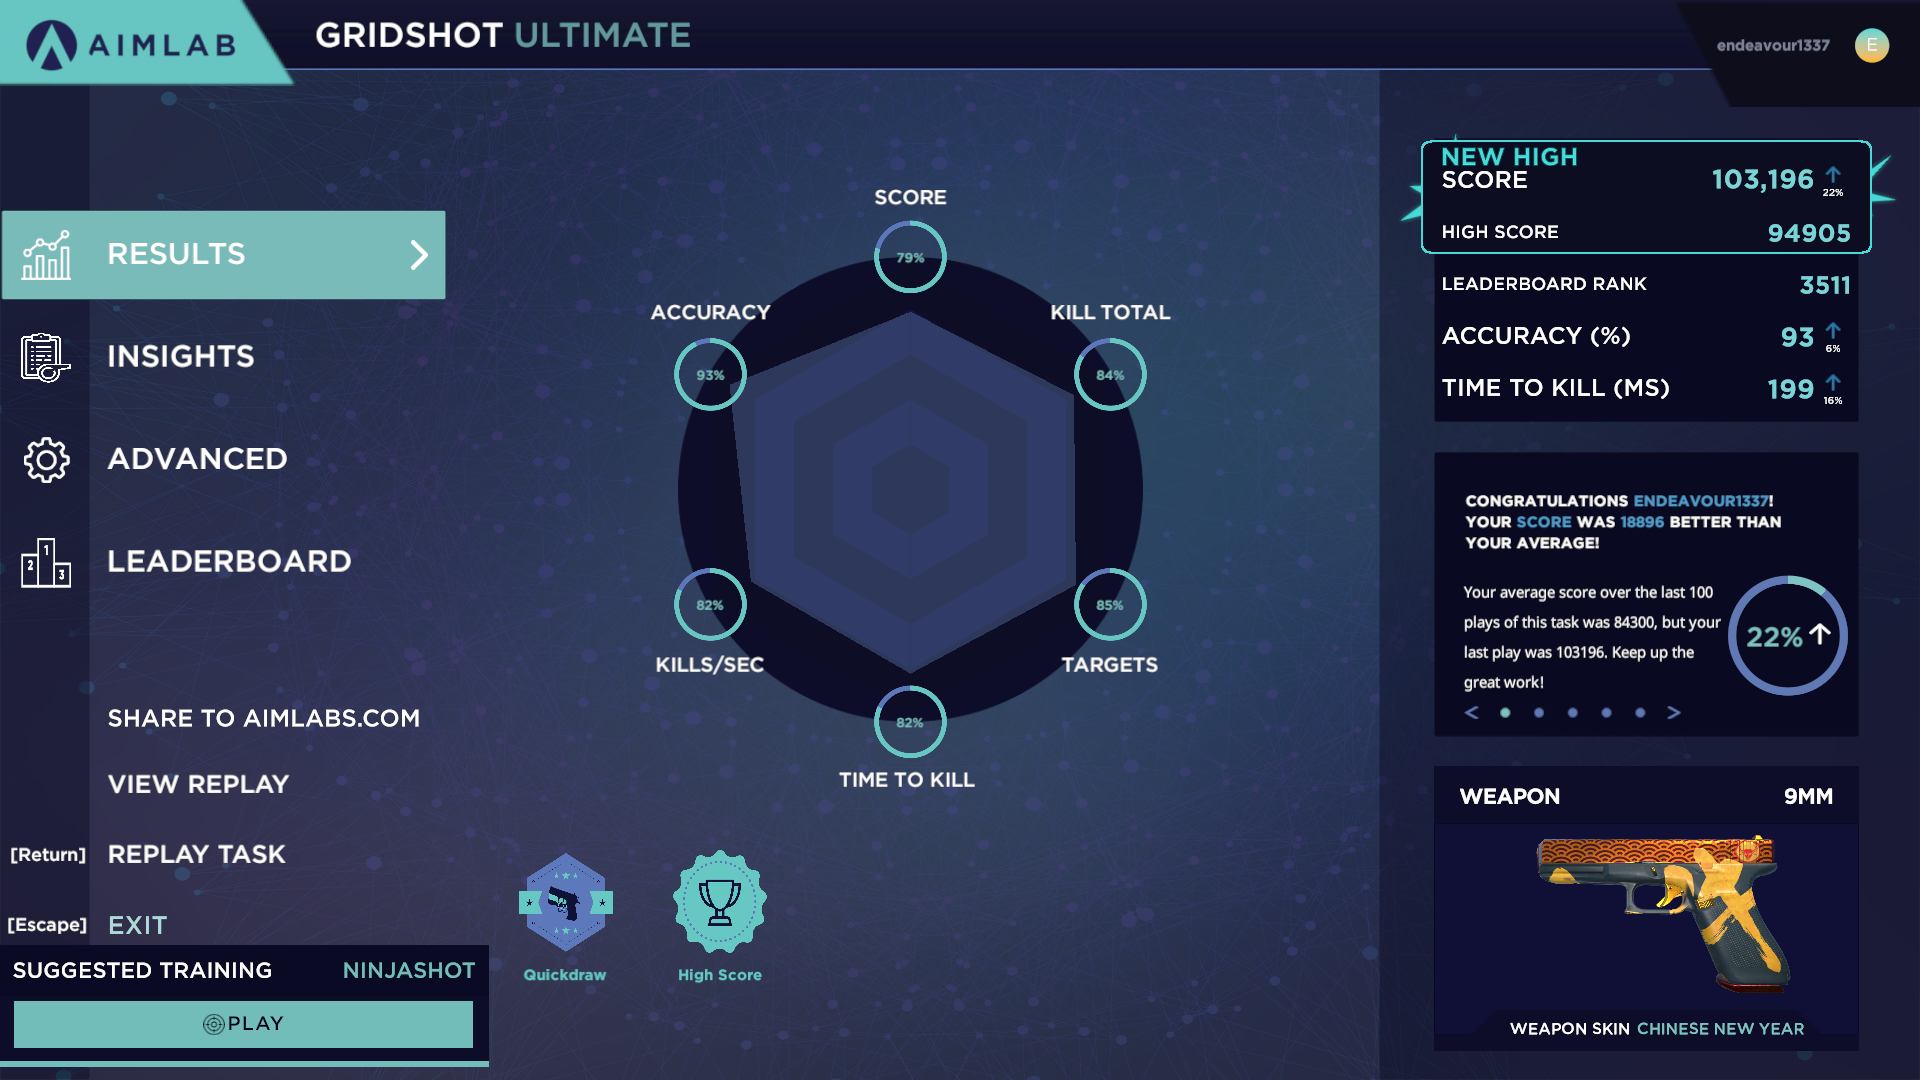 AIMLAB
GRIDSHOT ULTIMATE
endeavour1337
E
RESULTS
INSIGHTS
ADVANCED
1
2
3
LEADERBOARD
SHARE TO AIMLABS.COM
VIEW REPLAY
[Return] REPLAY TASK
[Escape] EXIT
SUGGESTED TRAINING NINJASHOT
PLAY
SCORE
79%
ACCURACY
93%
KILL TOTAL
84%
82%
KILLS/SEC
85%
TARGETS
82%
TIME TO KILL
Quickdraw
High Score
NEW HIGH
SCORE 103,196
22%
HIGH SCORE 94905
LEADERBOARD RANK 3511
ACCURACY (%) 93
6%
TIME TO KILL (MS) 199
16%
CONGRATULATIONS ENDEAVOUR1337!
YOUR SCORE WAS 18896 BETTER THAN
YOUR AVERAGE!
Your average score over the last 100
plays of this task was 84300, but your
last play was 103196. Keep up the
great work!
22%
WEAPON 9MM
WEAPON SKIN CHINESE NEW YEAR